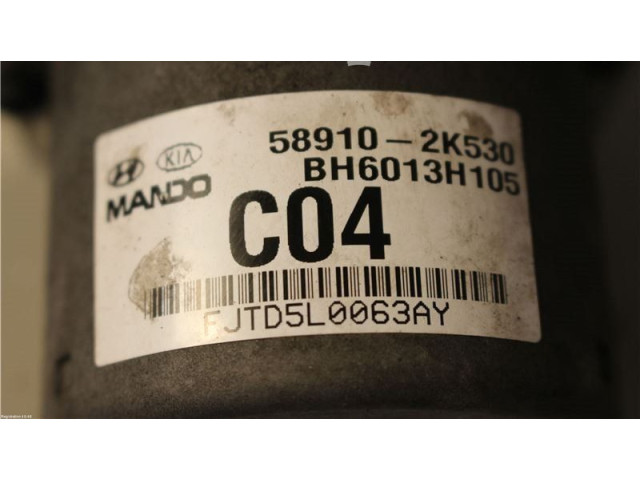 58910-2K530
KIA
BH6013H105
MANDO
C04
FJTD5L0063AY